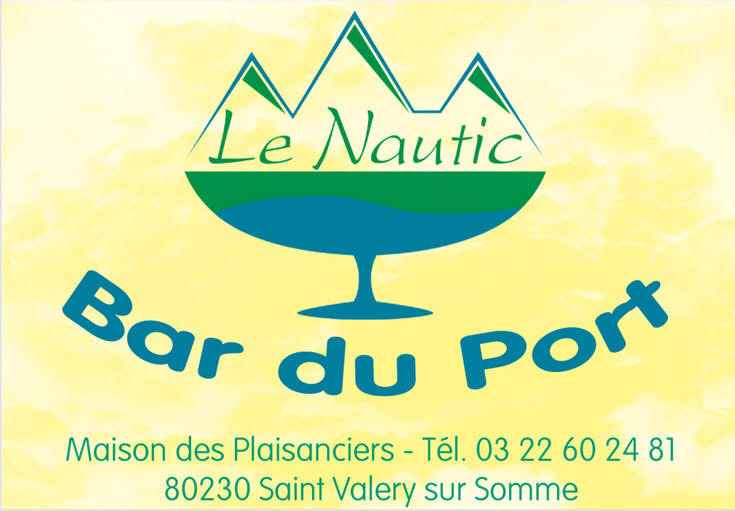 Le Nautic
Bar du Port
Maison des Plaisanciers - Tél. 03 22 60 24 81
80230 Saint Valery sur Somme